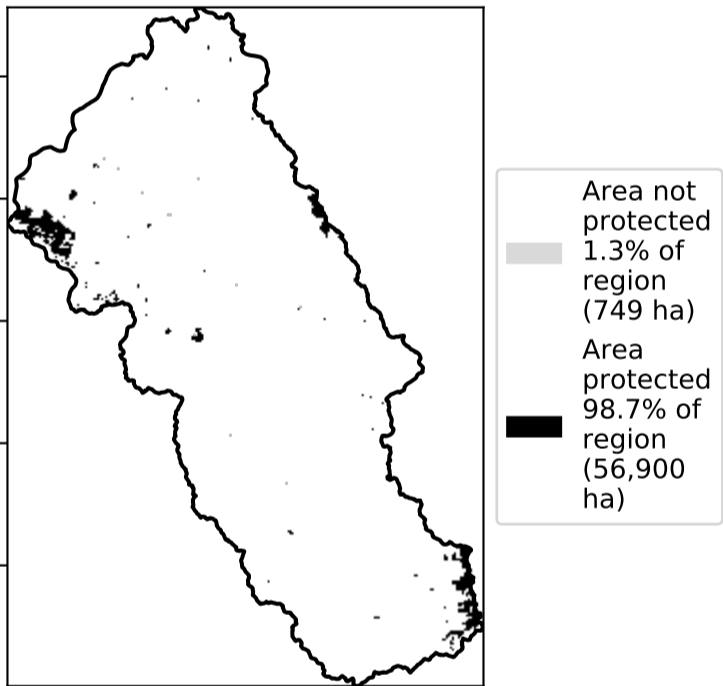 Area not
protected
1.3% of
region
(749 ha)
Area
protected
98.7% of
region
(56,900
ha)